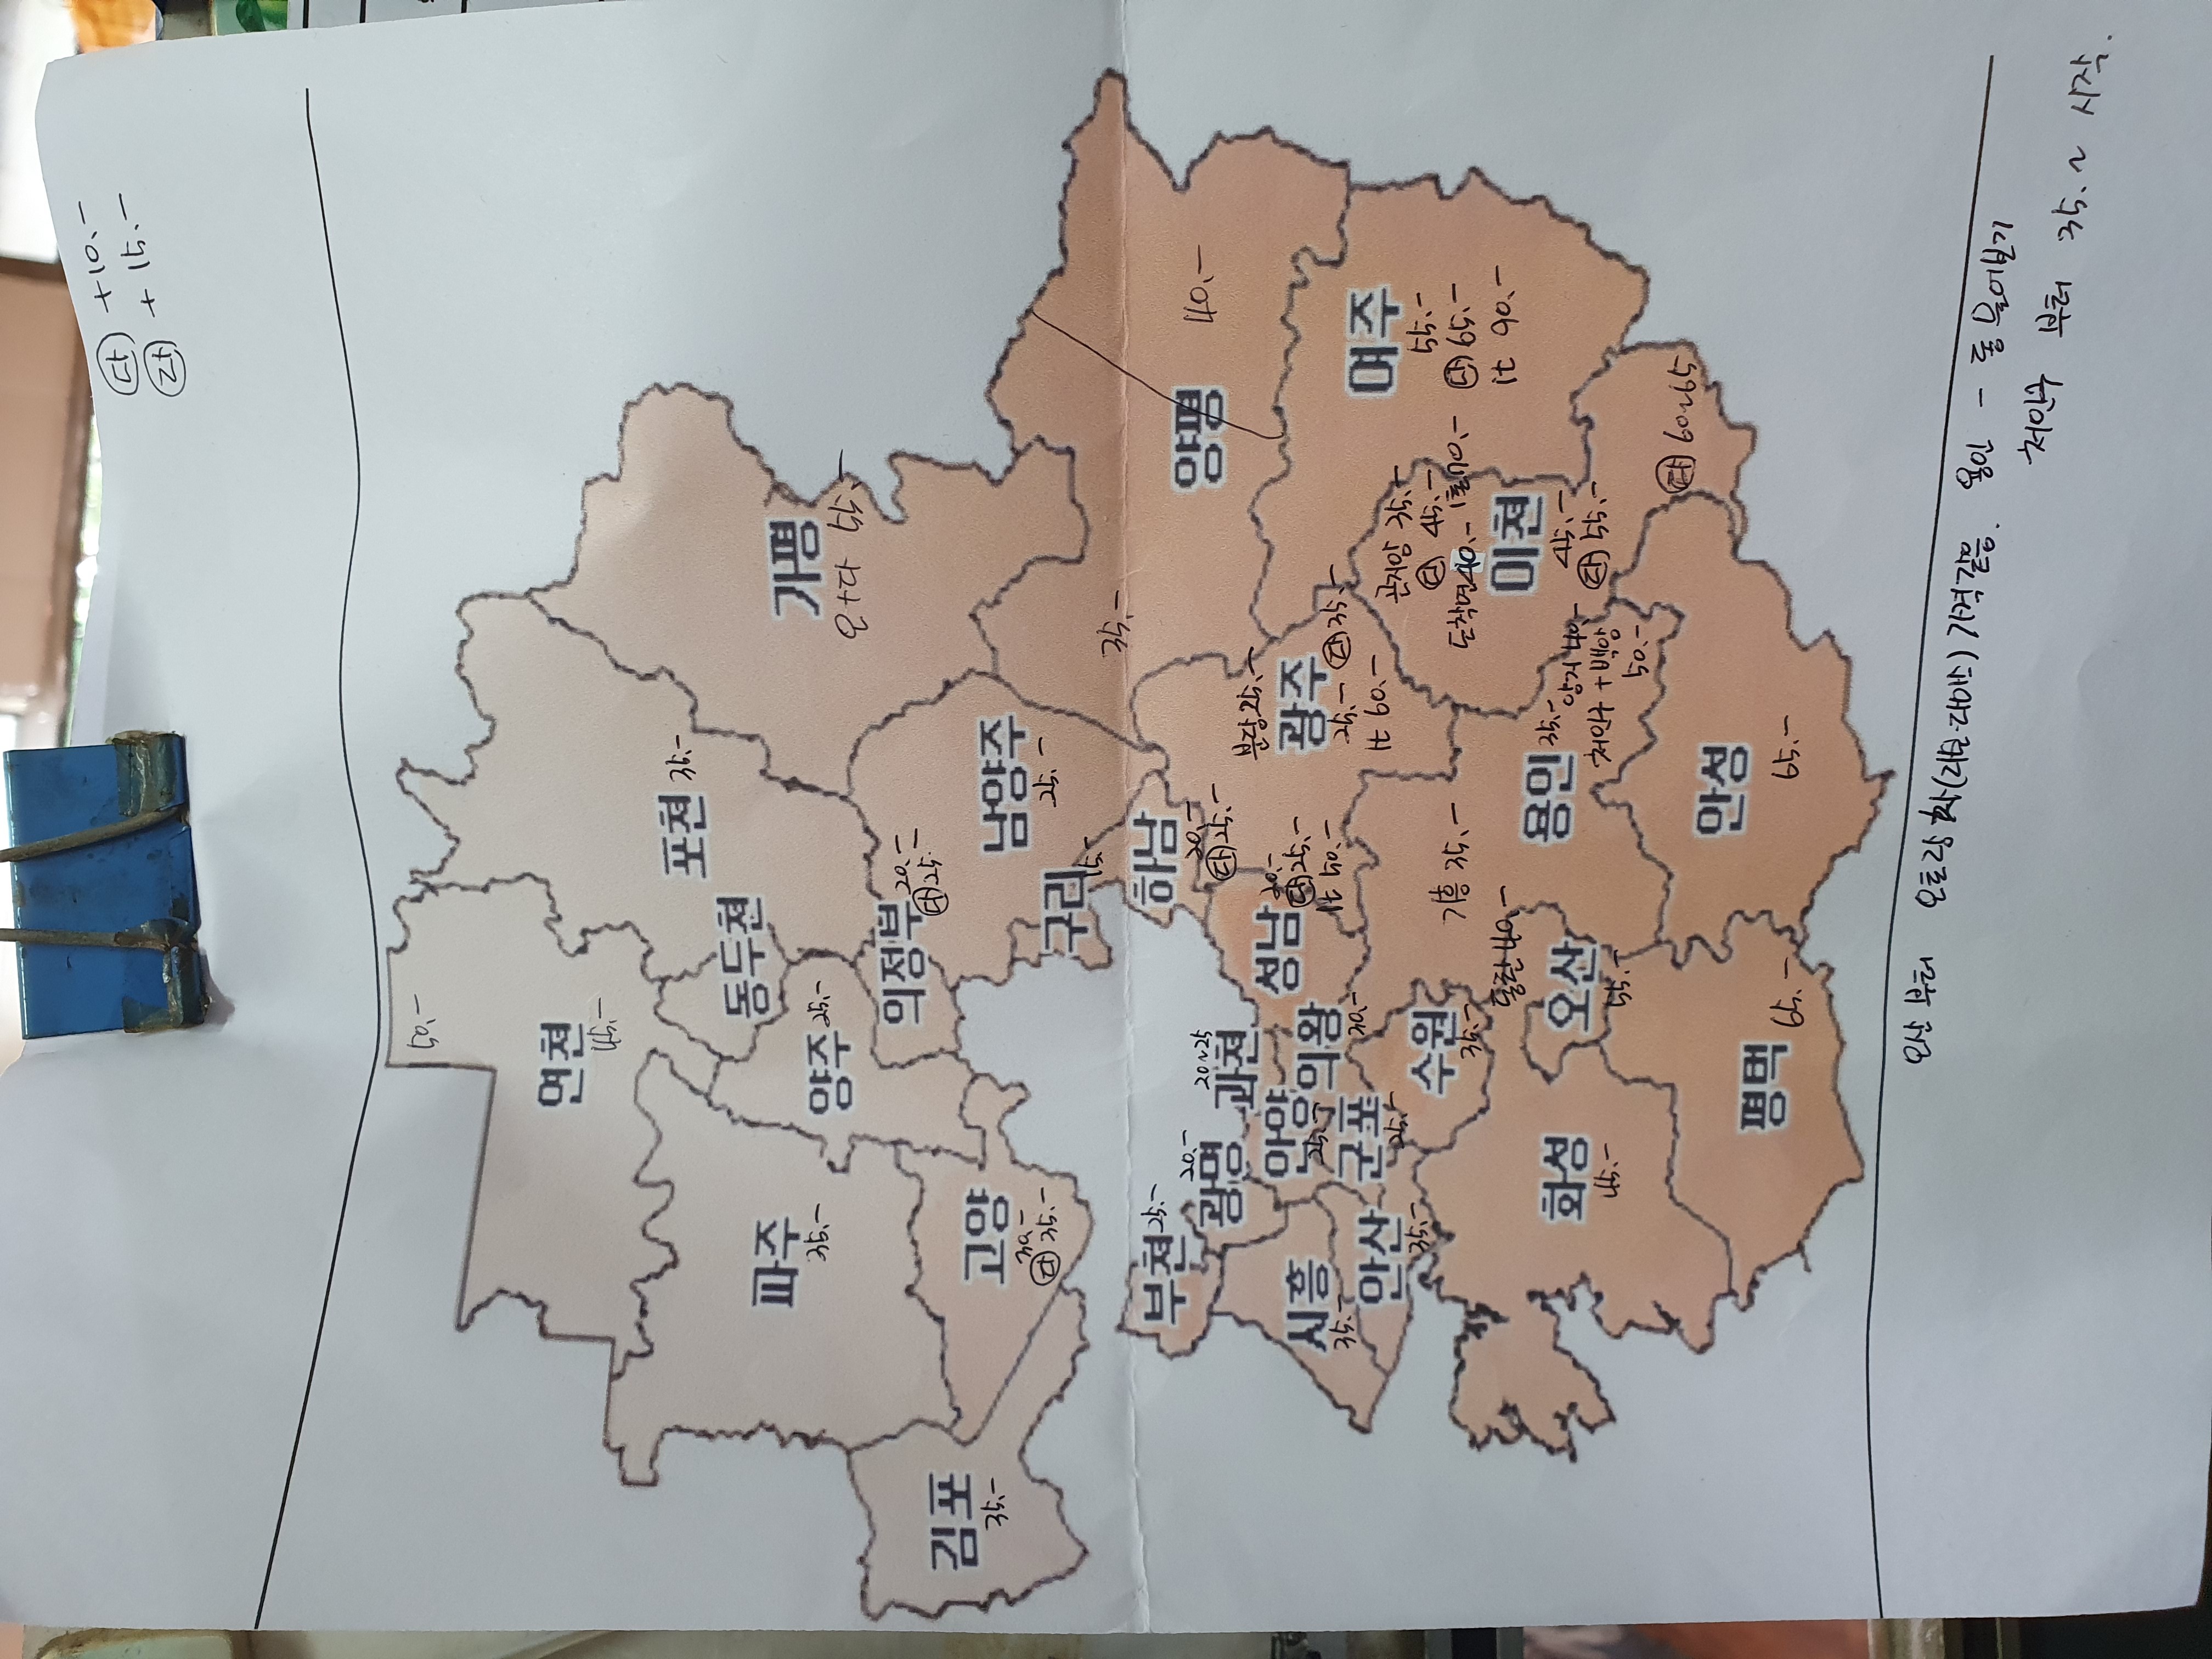 다 +10.-
라 +15.-
50.-
연천
45.-
포천 35.-
동두천
파주
35.-
양주 25.-
가평
오+다 55.-
의정부 20.-
다 25.-
김포
35.-
고양
30.-
다 35.-
남양주
25.-
구리
15.-
35.-
부천 25.-
하남
20.-
다 25.-
양평
40.-
광명 20.-
과천 20~25
안양
25.-
의왕
30.-
성남 20.-
다 25.-
1t 50.-
분당 25.-
광주
25.- 다 35.-
1t 60.-
시흥
35.-
안산
35.-
군포
25.-
수원
35.-
기흥 35.-
곤지암 35.-
다 45.-
도착면 40.- 1톤 70.-
이천
45.-
다 55.-
여주
55.-
다 65.-
1t 90.-
동탄 40.-
화성
45.-
오산
55.-
용인 35.-
양지 40.-
처인구 + 백암
50.-
다 60~65
안성
65.-
평택
65.-
오산 부터 오토랑 (라보·다마스) 가격같음. 용인 - 동 물어보기
처인구 부터 35.~ 시작.